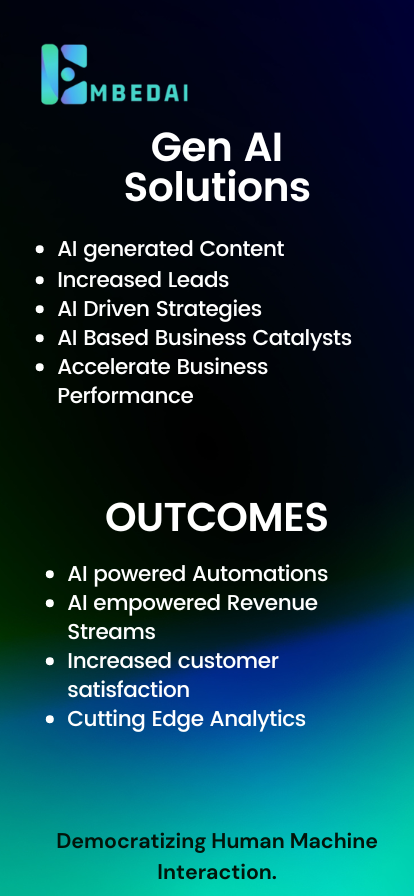 EMBEDAI
Gen AI
Solutions
• AI generated Content
• Increased Leads
• AI Driven Strategies
• AI Based Business Catalysts
• Accelerate Business
Performance
OUTCOMES
• AI powered Automations
• AI empowered Revenue
Streams
• Increased customer
satisfaction
• Cutting Edge Analytics
Democratizing Human Machine
Interaction.